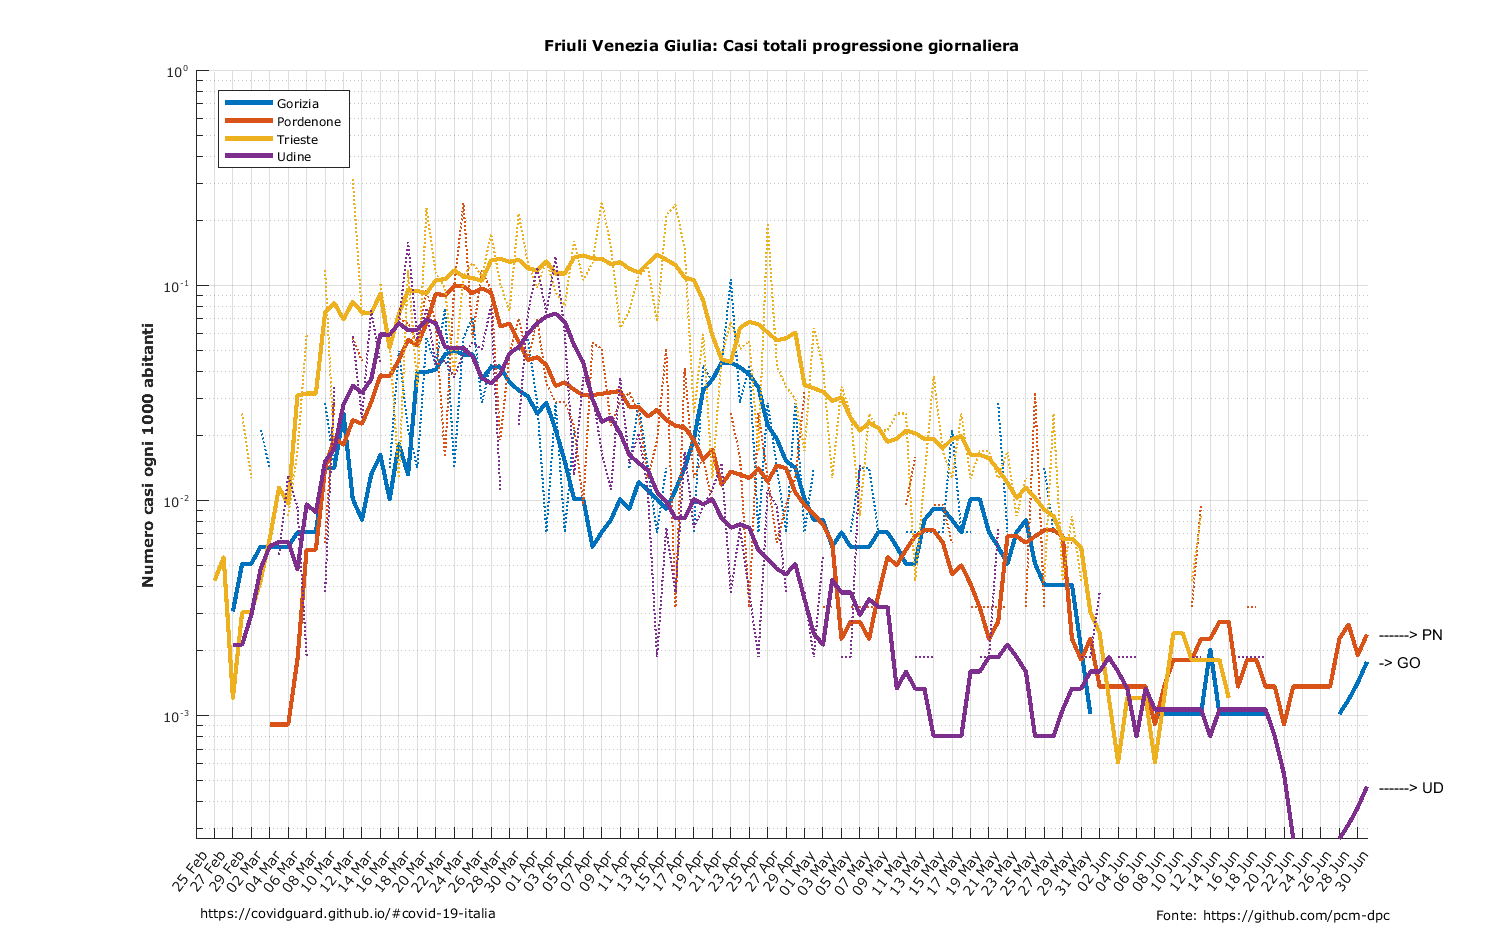 Friuli Venezia Giulia: Casi totali progressione giornaliera
10^0
10^-1
10^-2
10^-3
Numero casi ogni 1000 abitanti
Gorizia
Pordenone
Trieste
Udine
------> PN
-> GO
------> UD
25 Feb
27 Feb
29 Feb
02 Mar
04 Mar
06 Mar
08 Mar
10 Mar
12 Mar
14 Mar
16 Mar
18 Mar
20 Mar
22 Mar
24 Mar
26 Mar
28 Mar
30 Mar
01 Apr
03 Apr
05 Apr
07 Apr
09 Apr
11 Apr
13 Apr
15 Apr
17 Apr
19 Apr
21 Apr
23 Apr
25 Apr
27 Apr
29 Apr
01 May
03 May
05 May
07 May
09 May
11 May
13 May
15 May
17 May
19 May
21 May
23 May
25 May
27 May
29 May
31 May
02 Jun
04 Jun
06 Jun
08 Jun
10 Jun
12 Jun
14 Jun
16 Jun
18 Jun
20 Jun
22 Jun
24 Jun
26 Jun
28 Jun
30 Jun
https://covidguard.github.io/#covid-19-italia
Fonte: https://github.com/pcm-dpc